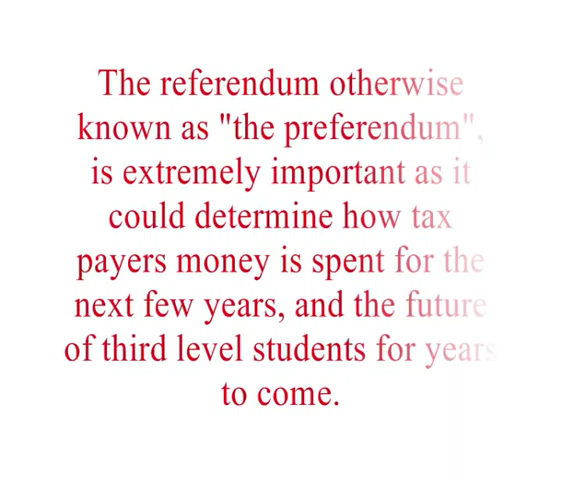 The referendum otherwise
known as "the preferendum",
is extremely important as it
could determine how tax
payers money is spent for the
next few years, and the future
of third level students for years
to come.